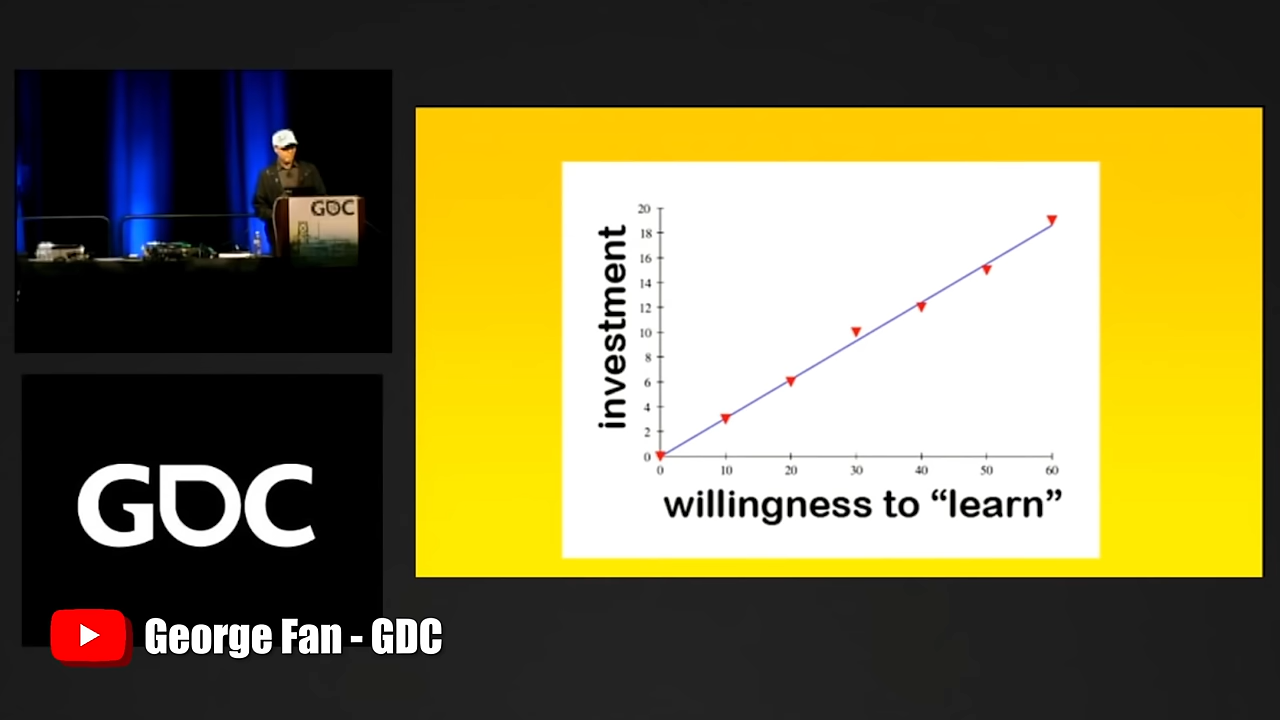 GDC
GDC
George Fan - GDC
investment
20
18
16
14
12
10
8
6
4
2
0
0 10 20 30 40 50 60
willingness to “learn”